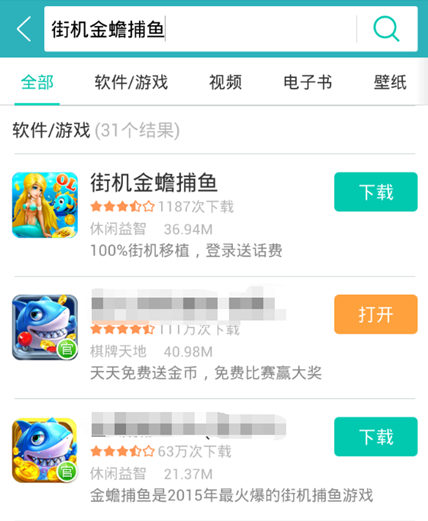 街机金蟾捕鱼
全部 软件/游戏 视频 电子书 壁纸
软件/游戏 (31个结果)
OL
街机金蟾捕鱼
1187次下载
下载
休闲益智 36.94M
100%街机移植，登录送话费
111万次下载
打开
官
棋牌天地 40.98M
天天免费送金币，免费比赛赢大奖
63万次下载
下载
官
休闲益智 21.37M
金蟾捕鱼是2015年最火爆的街机捕鱼游戏